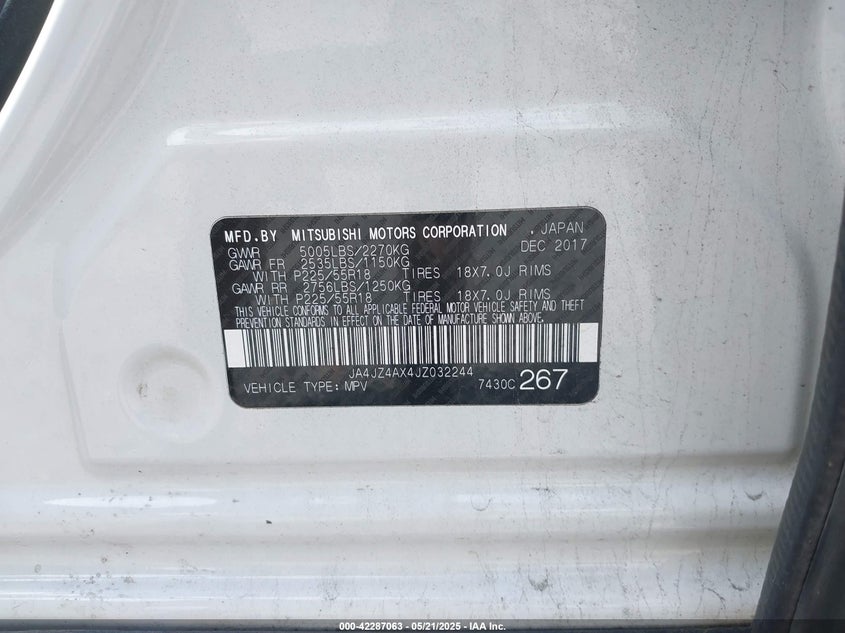 MFD.BY MITSUBISHI MOTORS CORPORATION , JAPAN
GVWR 5005LBS/2270KG DEC 2017
GAWR FR 2535LBS/1150KG
WITH P225/55R18 TIRES 18X7.0J RIMS
GAWR RR 2756LBS/1250KG
WITH P225/55R18 TIRES 18X7.0J RIMS
THIS VEHICLE CONFORMS TO ALL APPLICABLE FEDERAL MOTOR VEHICLE SAFETY AND THEFT
PREVENTION STANDARDS IN EFFECT ON THE DATE OF MANUFACTURE SHOWN ABOVE.
JA4JZ4AX4JZ032244
VEHICLE TYPE: MPV 7430C 267
000-42287063 — 05/21/2025 — IAA Inc.